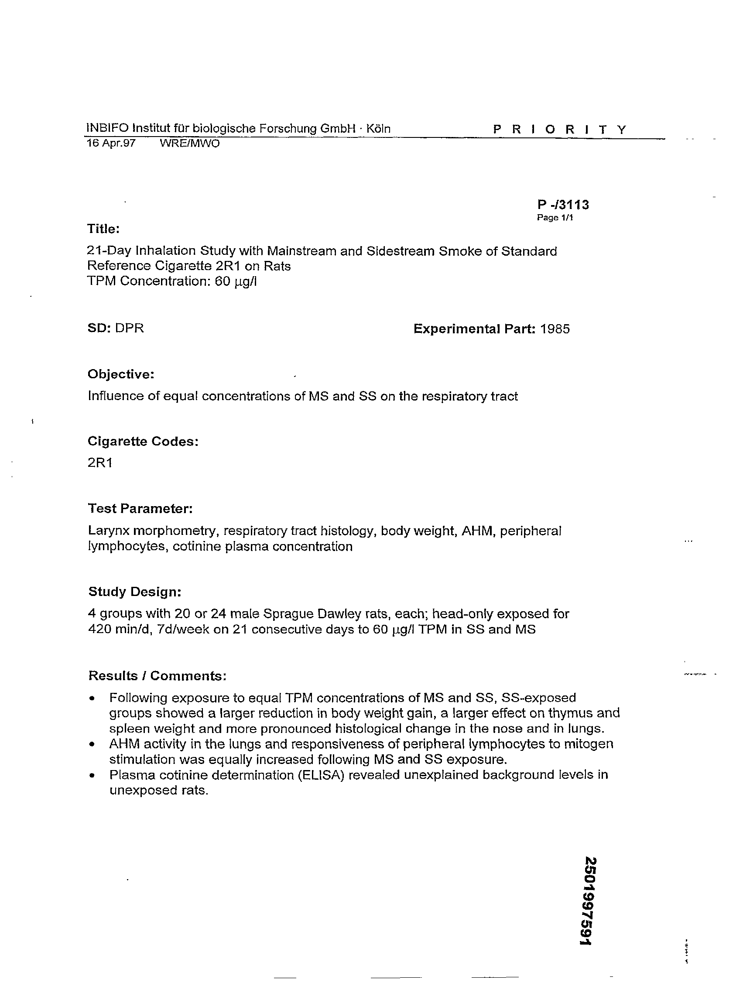 INBIFO Institut für biologische Forschung GmbH · Köln P R I O R I T Y
16 Apr.97 WRE/MWO
P -/3113
Page 1/1
Title:
21-Day Inhalation Study with Mainstream and Sidestream Smoke of Standard
Reference Cigarette 2R1 on Rats
TPM Concentration: 60 µg/l
SD: DPR Experimental Part: 1985
Objective:
Influence of equal concentrations of MS and SS on the respiratory tract
Cigarette Codes:
2R1
Test Parameter:
Larynx morphometry, respiratory tract histology, body weight, AHM, peripheral
lymphocytes, cotinine plasma concentration
Study Design:
4 groups with 20 or 24 male Sprague Dawley rats, each; head-only exposed for
420 min/d, 7d/week on 21 consecutive days to 60 µg/l TPM in SS and MS
Results / Comments:
• Following exposure to equal TPM concentrations of MS and SS, SS-exposed
groups showed a larger reduction in body weight gain, a larger effect on thymus and
spleen weight and more pronounced histological change in the nose and in lungs.
• AHM activity in the lungs and responsiveness of peripheral lymphocytes to mitogen
stimulation was equally increased following MS and SS exposure.
• Plasma cotinine determination (ELISA) revealed unexplained background levels in
unexposed rats.
2501997591